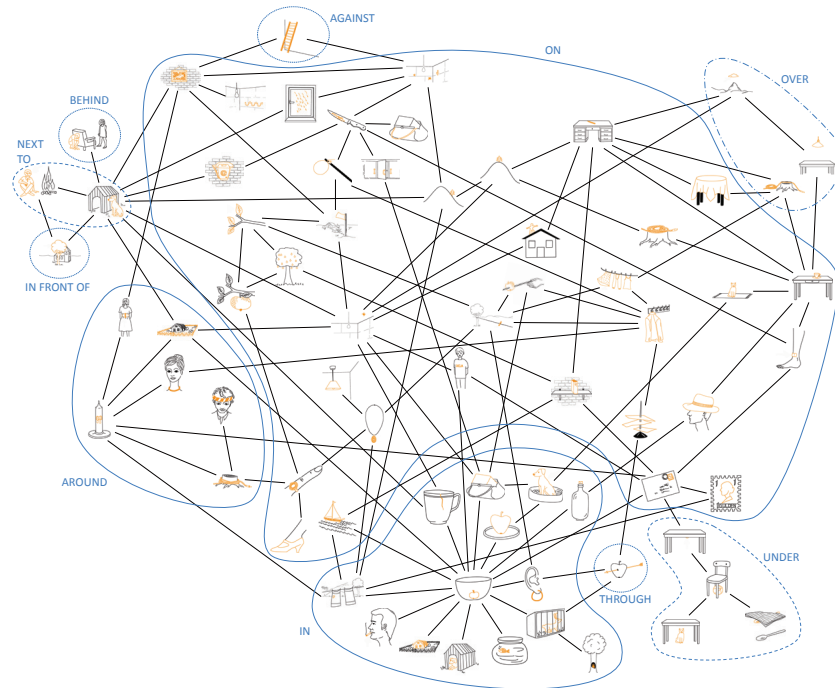 AGAINST
ON
OVER
BEHIND
NEXT
TO
IN FRONT OF
AROUND
UNDER
THROUGH
IN